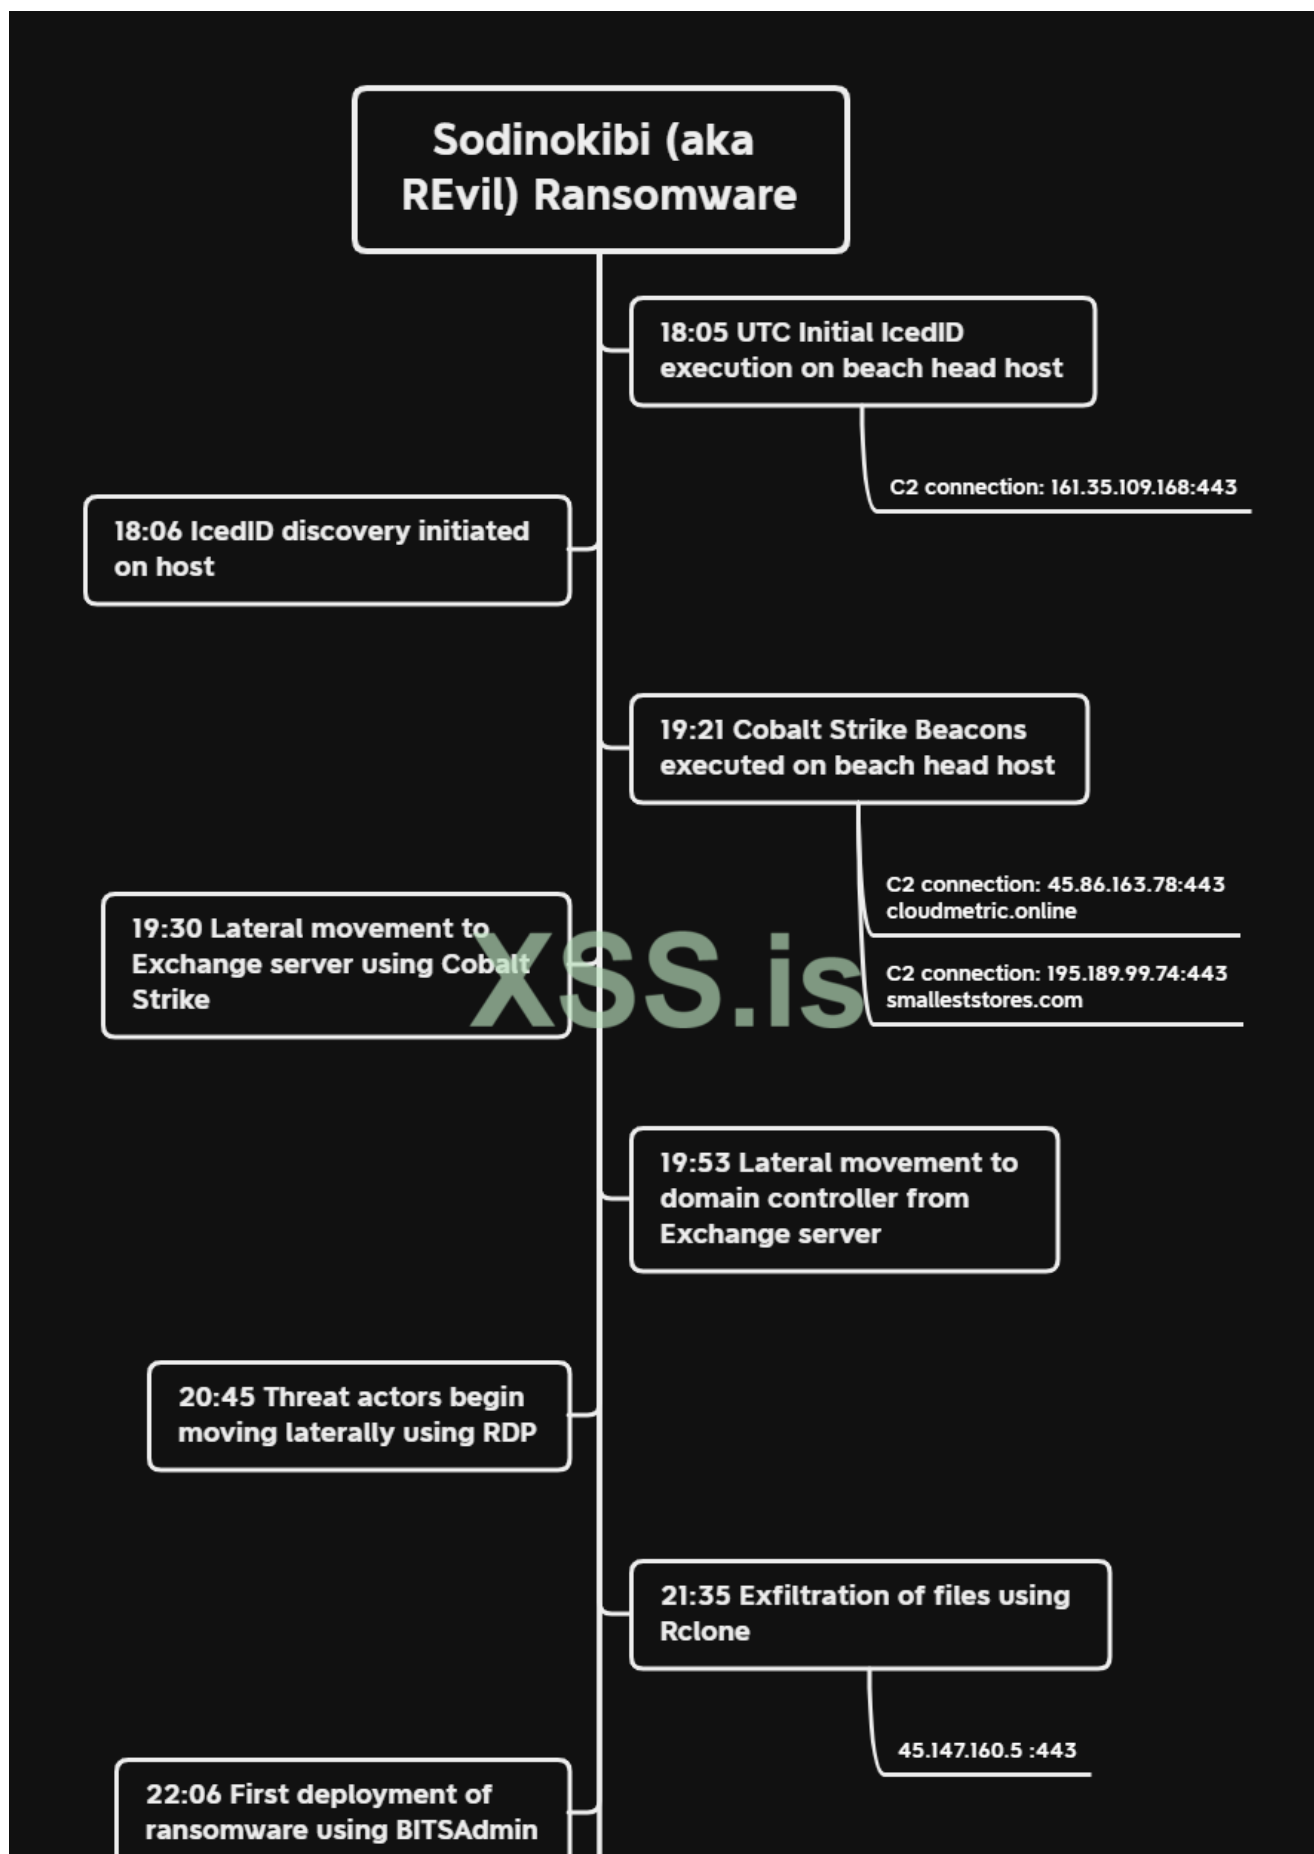 Sodinokibi (aka
REvil) Ransomware
18:05 UTC Initial IcedID
execution on beach head host
C2 connection: 161.35.109.168:443
18:06 IcedID discovery initiated
on host
19:21 Cobalt Strike Beacons
executed on beach head host
C2 connection: 45.86.163.78:443
cloudmetric.online
19:30 Lateral movement to
Exchange server using Cobalt
Strike
XSS.is
C2 connection: 195.189.99.74:443
smalleststores.com
19:53 Lateral movement to
domain controller from
Exchange server
20:45 Threat actors begin
moving laterally using RDP
21:35 Exfiltration of files using
Rclone
45.147.160.5 :443
22:06 First deployment of
ransomware using BITSAdmin